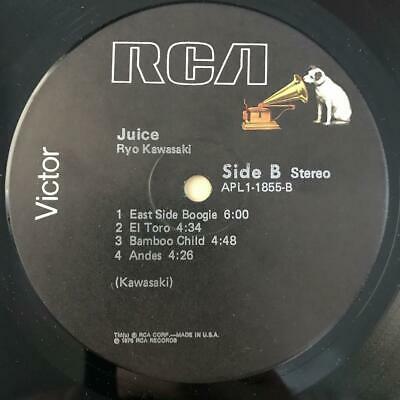 RCA
Juice
Ryo Kawasaki
Victor
Side B Stereo
APL1-1855-B
1 East Side Boogie 6:00
2 El Toro 4:34
3 Bamboo Child 4:48
4 Andes 4:26
(Kawasaki)
TM(s) ® RCA CORP.—MADE IN U.S.A.
℗ 1976 RCA RECORDS